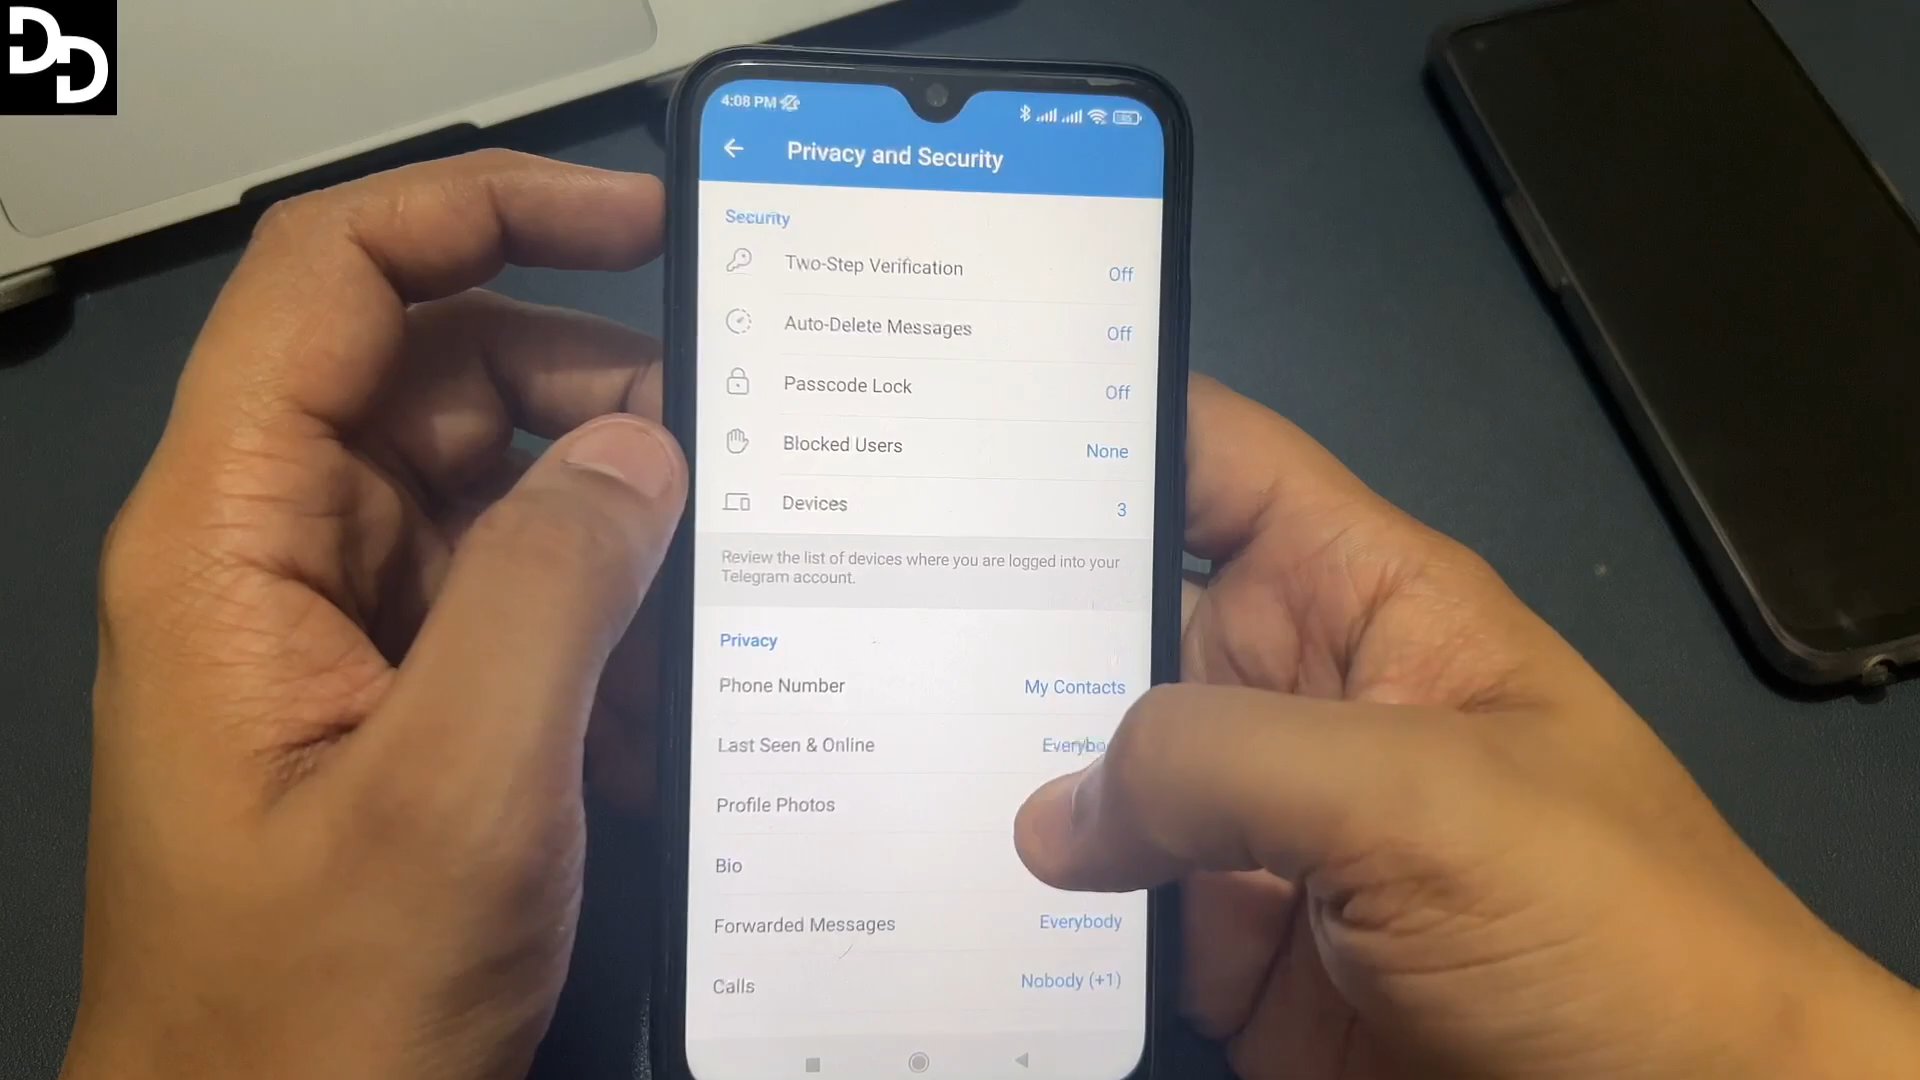 DD
4:08 PM
Privacy and Security
Security
Two-Step Verification
Off
Auto-Delete Messages
Off
Passcode Lock
Off
Blocked Users
None
Devices
3
Review the list of devices where you are logged into your
Telegram account.
Privacy
Phone Number
My Contacts
Last Seen & Online
Everybo
Profile Photos
Bio
Forwarded Messages
Everybody
Calls
Nobody (+1)